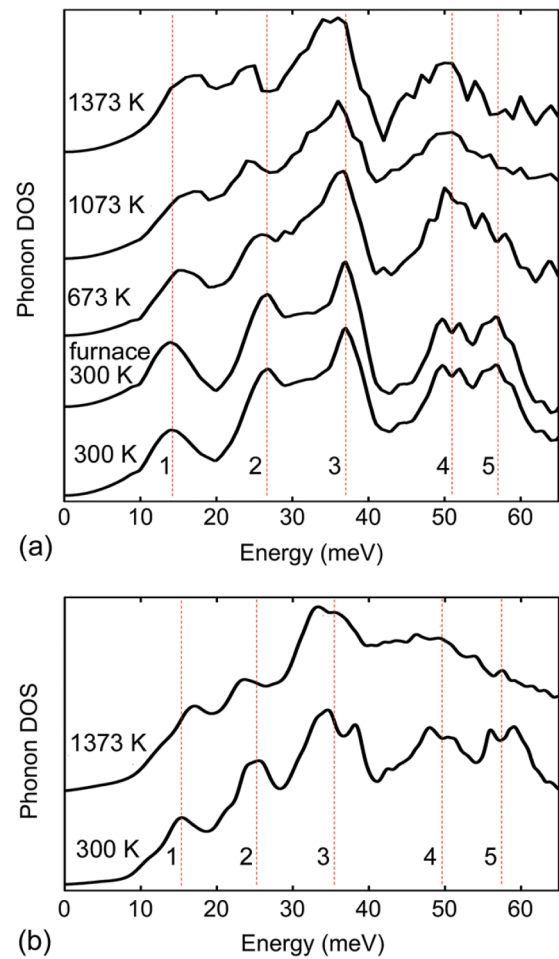 Phonon DOS
1373 K
1073 K
673 K
furnace
300 K
300 K
1 2 3 4 5
0 10 20 30 40 50 60
(a)
Energy (meV)
Phonon DOS
1373 K
300 K
1 2 3 4 5
0 10 20 30 40 50 60
(b)
Energy (meV)